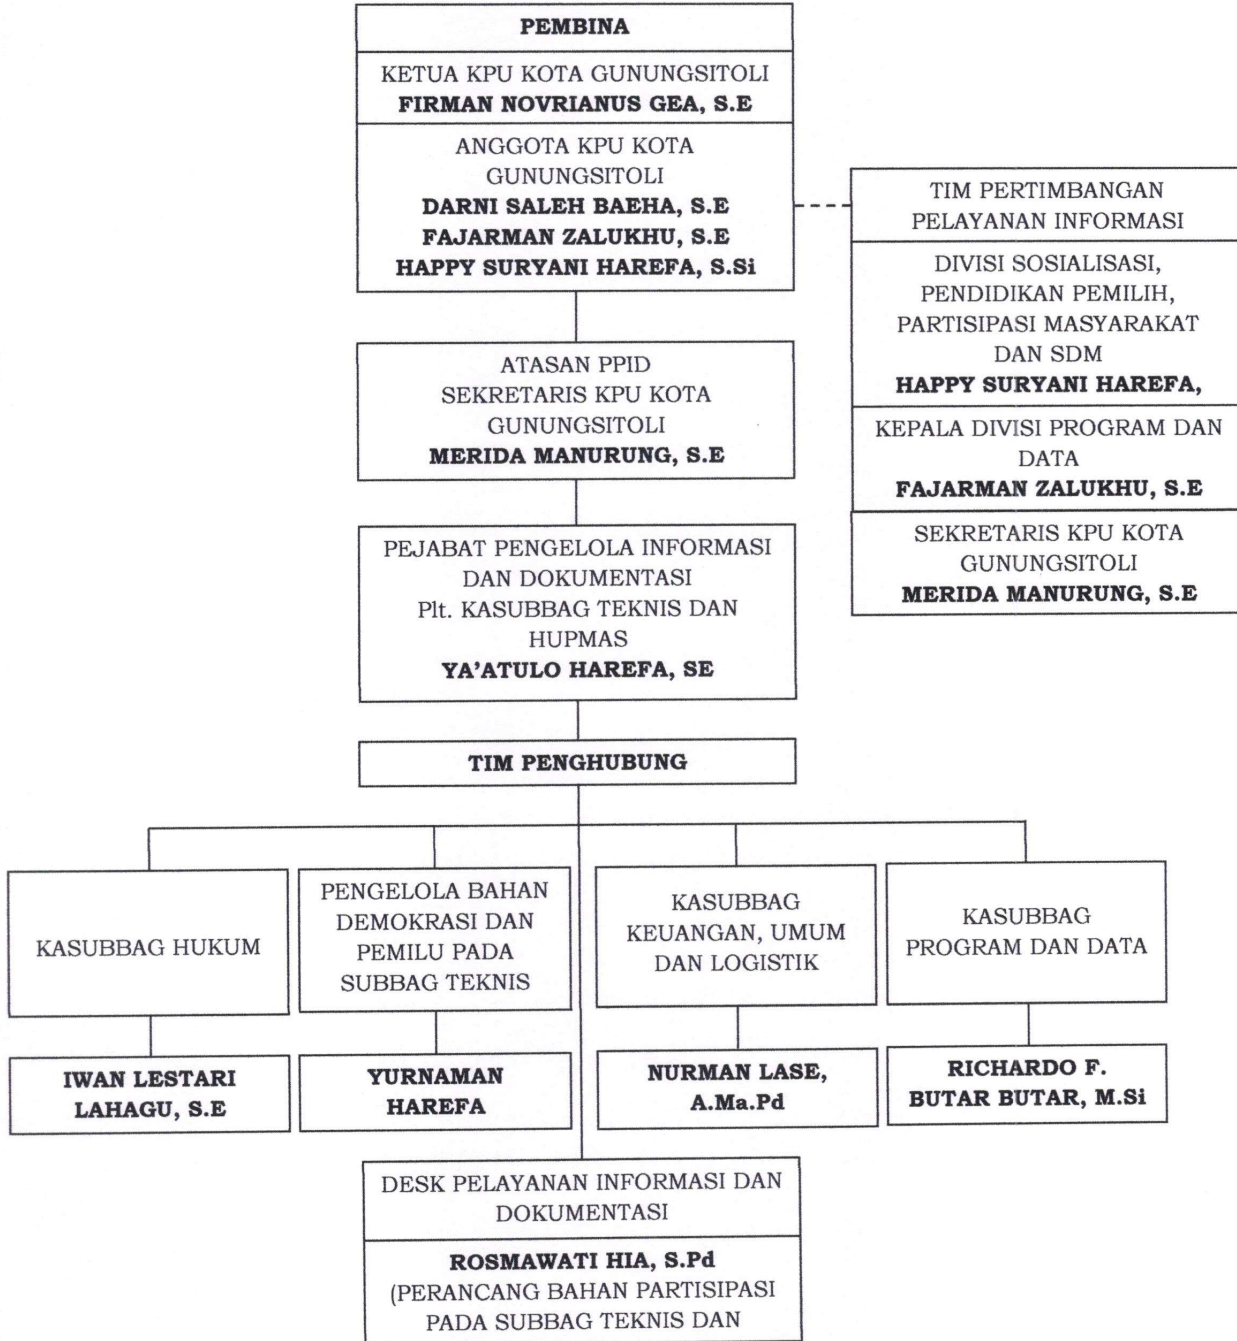 PEMBINA
KETUA KPU KOTA GUNUNGSITOLI
FIRMAN NOVRIANUS GEA, S.E
ANGGOTA KPU KOTA
GUNUNGSITOLI
DARNI SALEH BAEHA, S.E
FAJARMAN ZALUKHU, S.E
HAPPY SURYANI HAREFA, S.Si
TIM PERTIMBANGAN
PELAYANAN INFORMASI
DIVISI SOSIALISASI,
PENDIDIKAN PEMILIH,
PARTISIPASI MASYARAKAT
DAN SDM
HAPPY SURYANI HAREFA,
KEPALA DIVISI PROGRAM DAN
DATA
FAJARMAN ZALUKHU, S.E
SEKRETARIS KPU KOTA
GUNUNGSITOLI
MERIDA MANURUNG, S.E
ATASAN PPID
SEKRETARIS KPU KOTA
GUNUNGSITOLI
MERIDA MANURUNG, S.E
PEJABAT PENGELOLA INFORMASI
DAN DOKUMENTASI
Plt. KASUBBAG TEKNIS DAN
HUPMAS
YA'ATULO HAREFA, SE
TIM PENGHUBUNG
KASUBBAG HUKUM
IWAN LESTARI
LAHAGU, S.E
PENGELOLA BAHAN
DEMOKRASI DAN
PEMILU PADA
SUBBAG TEKNIS
YURNAMAN
HAREFA
KASUBBAG
KEUANGAN, UMUM
DAN LOGISTIK
NURMAN LASE,
A.Ma.Pd
KASUBBAG
PROGRAM DAN DATA
RICHARDO F.
BUTAR BUTAR, M.Si
DESK PELAYANAN INFORMASI DAN
DOKUMENTASI
ROSMAWATI HIA, S.Pd
(PERANCANG BAHAN PARTISIPASI
PADA SUBBAG TEKNIS DAN